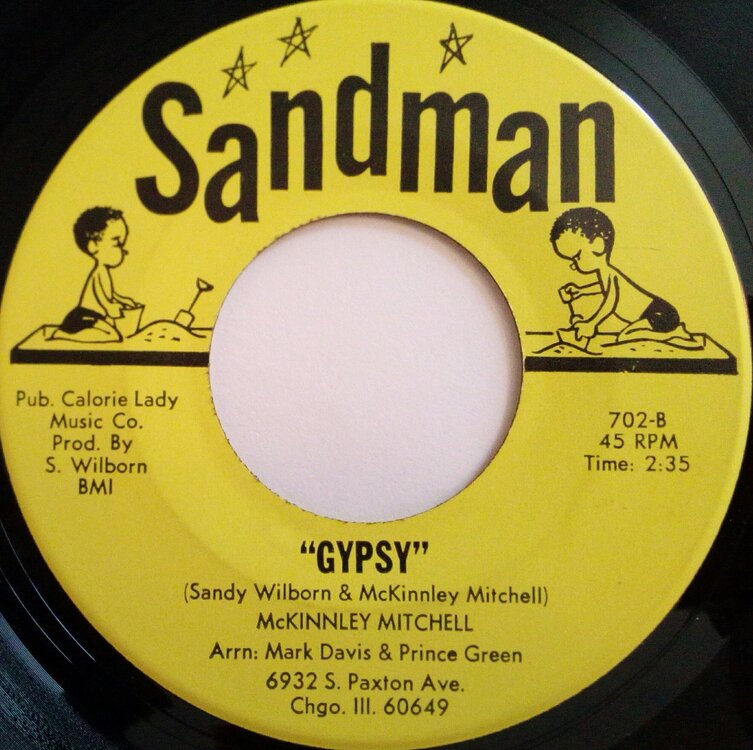 Sandman
Pub. Calorie Lady
Music Co.
Prod. By
S. Wilborn
BMI
702-B
45 RPM
Time: 2:35
“GYPSY”
(Sandy Wilborn & McKinnley Mitchell)
McKINNLEY MITCHELL
Arrn: Mark Davis & Prince Green
6932 S. Paxton Ave.
Chgo. Ill. 60649